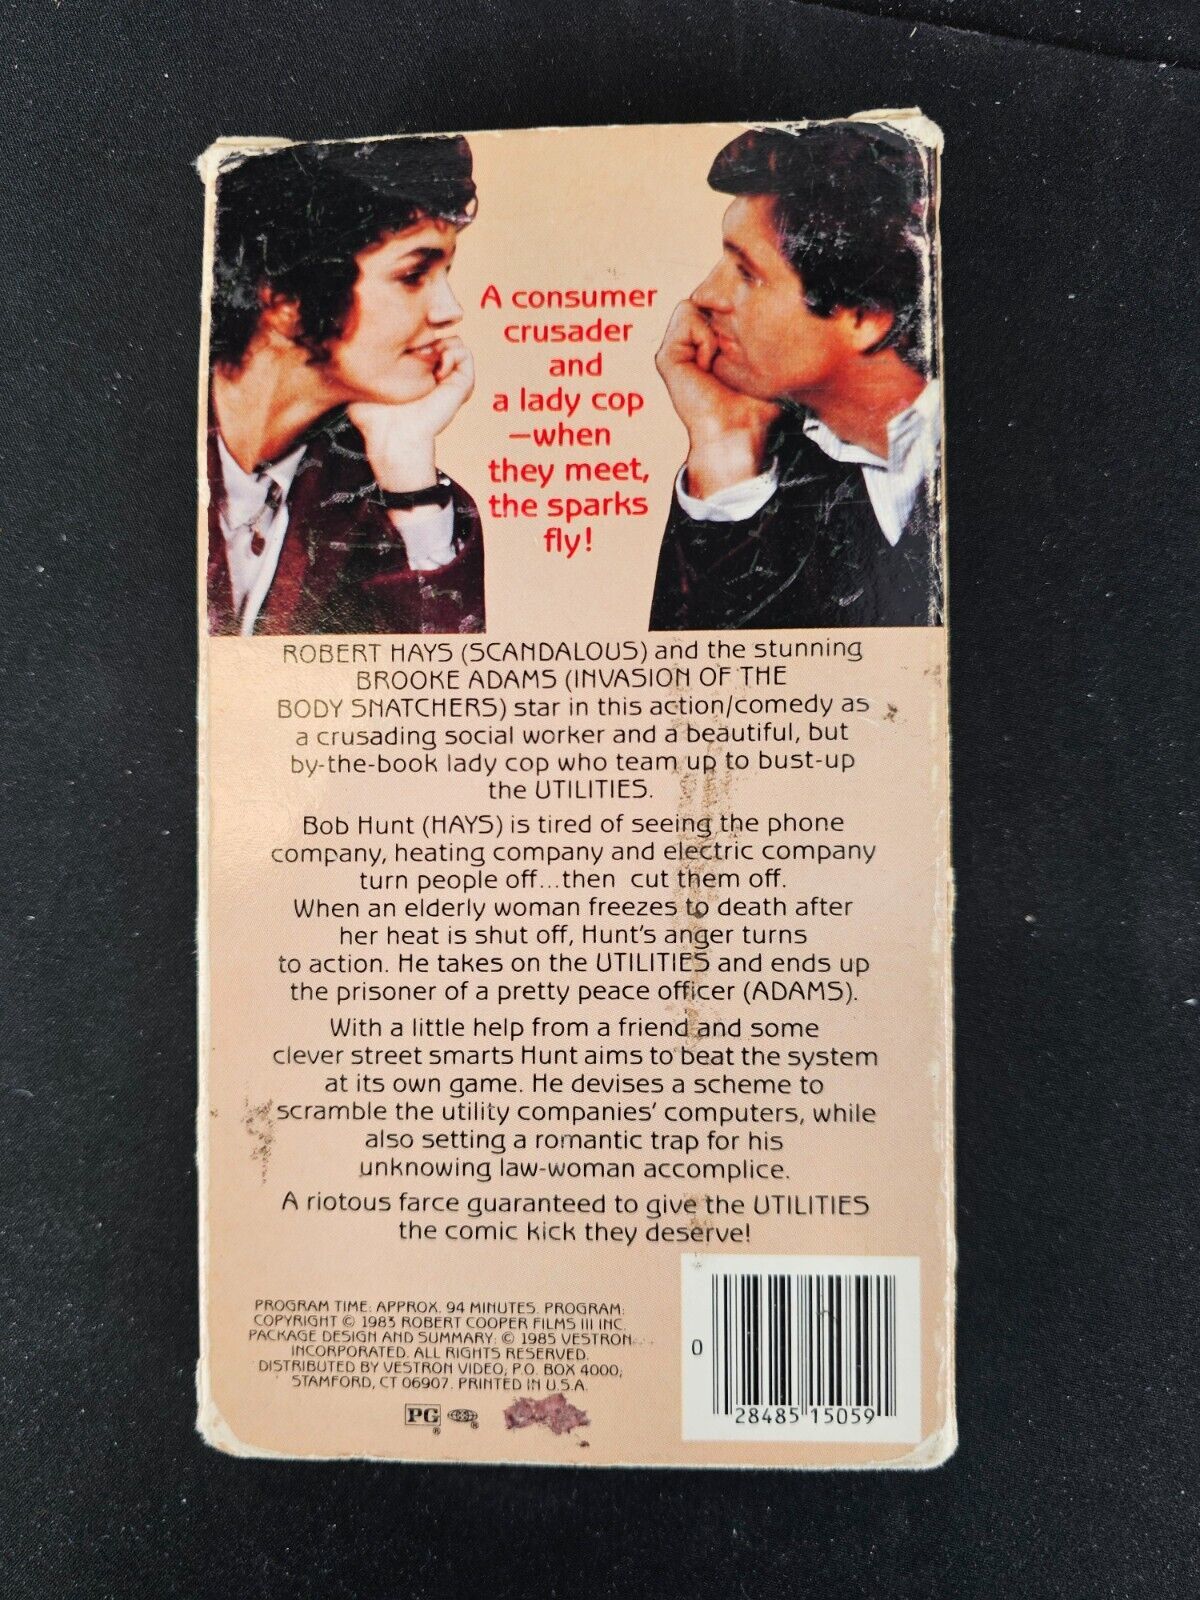 A consumer
crusader
and
a lady cop
—when
they meet,
the sparks
fly!
ROBERT HAYS (SCANDALOUS) and the stunning
BROOKE ADAMS (INVASION OF THE
BODY SNATCHERS) star in this action/comedy as
a crusading social worker and a beautiful, but
by-the-book lady cop who team up to bust-up
the UTILITIES.
Bob Hunt (HAYS) is tired of seeing the phone
company, heating company and electric company
turn people off...then cut them off.
When an elderly woman freezes to death after
her heat is shut off, Hunt's anger turns
to action. He takes on the UTILITIES and ends up
the prisoner of a pretty peace officer (ADAMS).
With a little help from a friend and some
clever street smarts Hunt aims to beat the system
at its own game. He devises a scheme to
scramble the utility companies' computers, while
also setting a romantic trap for his
unknowing law-woman accomplice.
A riotous farce guaranteed to give the UTILITIES
the comic kick they deserve!
PROGRAM TIME: APPROX. 94 MINUTES. PROGRAM:
COPYRIGHT © 1983 ROBERT COOPER FILMS III INC.
PACKAGE DESIGN AND SUMMARY: © 1985 VESTRON
INCORPORATED. ALL RIGHTS RESERVED.
DISTRIBUTED BY VESTRON VIDEO, P.O. BOX 4000,
STAMFORD, CT 06907. PRINTED IN U.S.A.
PG ® ®
0
28485 15059